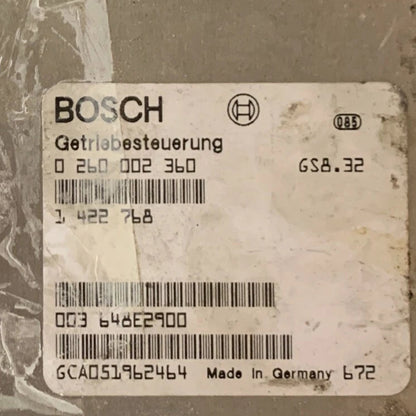 BOSCH
085
Getriebesteuerung
0 260 002 360 GS8.32
1 422 768
003 648E2900
GCA051962464 Made In Germany 672